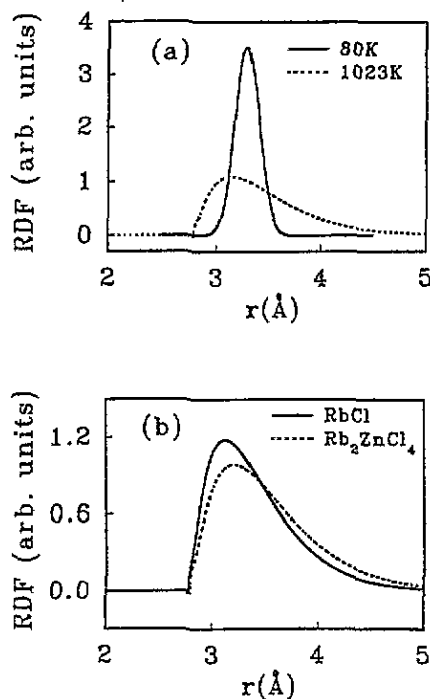 (a)
80K
1023K
RDF (arb. units)
4
3
2
1
0
2 3 4 5
r(Å)
(b)
RbCl
Rb₂ZnCl₄
RDF (arb. units)
1.2
0.6
0.0
2 3 4 5
r(Å)